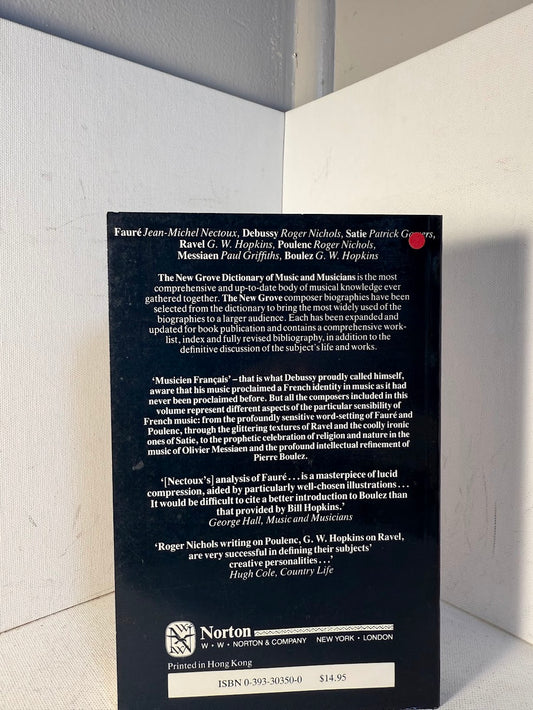 Fauré Jean-Michel Nectoux, Debussy Roger Nichols, Satie Patrick
Ravel G. W. Hopkins, Poulenc Roger Nichols,
Messiaen Paul Griffiths, Boulez G. W. Hopkins
The New Grove Dictionary of Music and Musicians is the most
comprehensive and up-to-date body of musical knowledge ever
gathered together. The New Grove composer biographies have been
selected from the dictionary to bring the most widely used of the
biographies to a larger audience. Each has been expanded and
updated for book publication and contains a comprehensive work-
list, index and fully revised bibliography, in addition to the
definitive discussion of the subject's life and works.
'Musicien Français' – that is what Debussy proudly called himself,
aware that his music proclaimed a French identity in music as it had
never been proclaimed before. But all the composers included in this
volume represent different aspects of the particular sensibility of
French music: from the profoundly sensitive word-setting of Fauré and
Poulenc, through the glittering textures of Ravel and the coolly ironic
ones of Satie, to the prophetic celebration of religion and nature in the
music of Olivier Messiaen and the profound intellectual refinement of
Pierre Boulez.
'[Nectoux's] analysis of Fauré . . . is a masterpiece of lucid
compression, aided by particularly well-chosen illustrations . . .
It would be difficult to cite a better introduction to Boulez than
that provided by Bill Hopkins.'
George Hall, Music and Musicians
'Roger Nichols writing on Poulenc, G. W. Hopkins on Ravel,
are very successful in defining their subjects'
creative personalities . . .'
Hugh Cole, Country Life
Norton
W • W • NORTON & COMPANY NEW YORK • LONDON
Printed in Hong Kong
ISBN 0-393-30350-0 $14.95